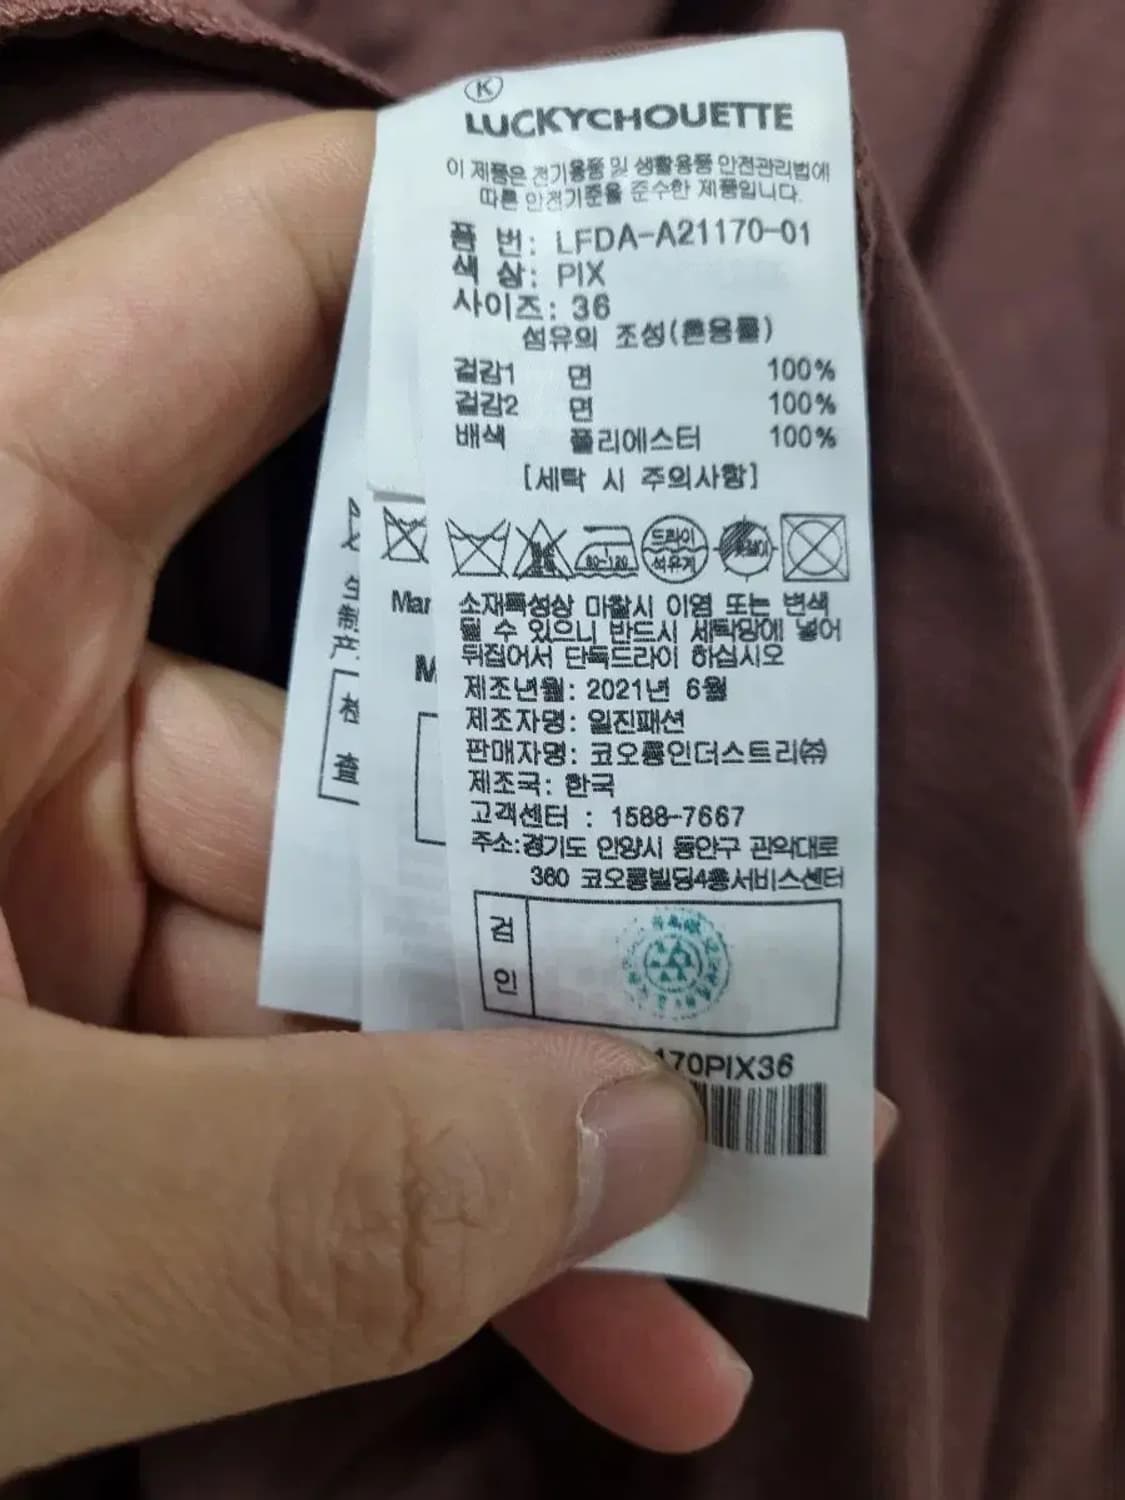 K
LUCKYCHOUETTE
이 제품은 전기용품 및 생활용품 안전관리법에
따른 안전기준을 준수한 제품입니다.
품 번: LFDA-A21170-01
색 상: PIX
사이즈: 36
섬유의 조성(혼용률)
겉감1 면 100%
겉감2 면 100%
배색 폴리에스터 100%
[세탁 시 주의사항]
80-120
드라이
석유계
소재특성상 마찰시 이염 또는 변색
될 수 있으니 반드시 세탁망에 넣어
뒤집어서 단독드라이 하십시오
제조년월: 2021년 6월
제조자명: 일진패션
판매자명: 코오롱인더스트리㈜
제조국: 한국
고객센터 : 1588-7667
주소:경기도 안양시 동안구 관악대로
360 코오롱빌딩4층서비스센터
검
인
170PIX36
Mar
M